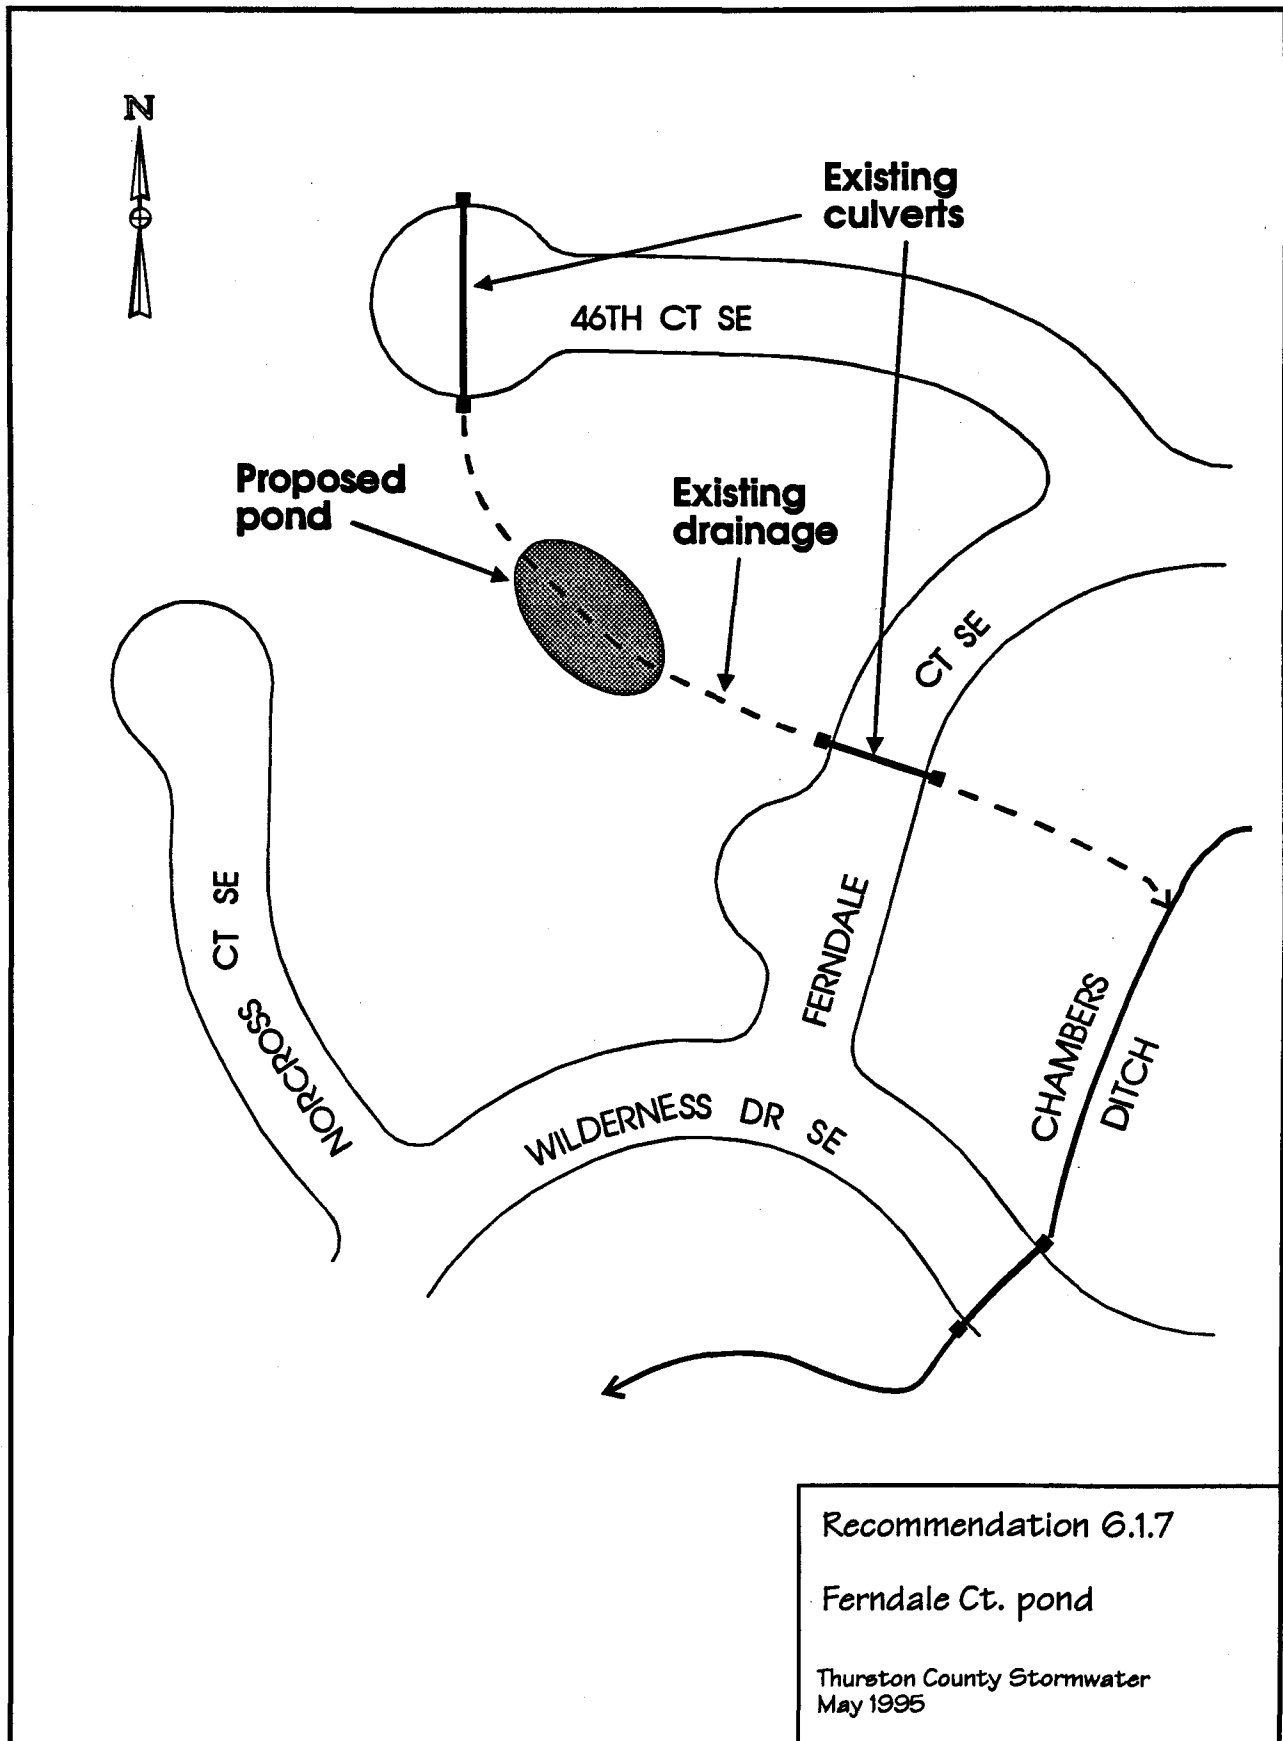 N
Existing
culverts
46TH CT SE
Proposed
pond
Existing
drainage
CT SE
FERNDALE
NORCROSS CT SE
WILDERNESS DR SE
CHAMBERS
DITCH
Recommendation 6.1.7
Ferndale Ct. pond
Thurston County Stormwater
May 1995